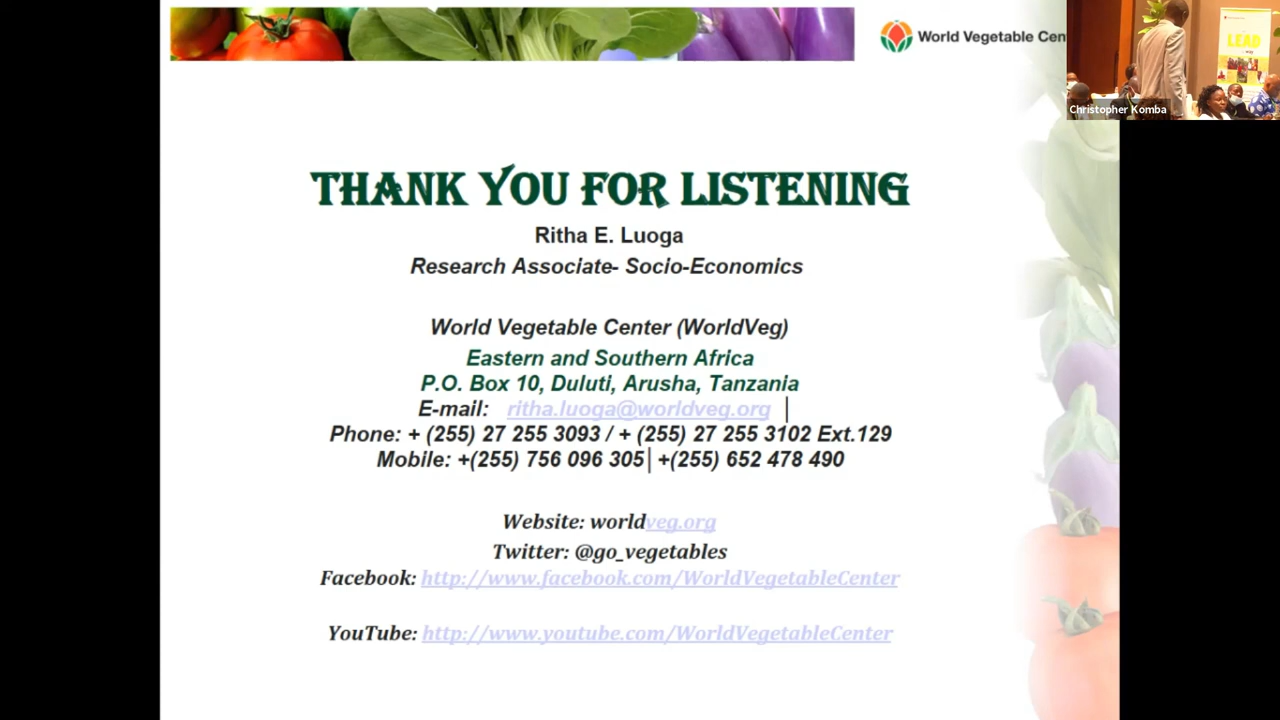 World Vegetable Cen
LEAD
Christopher Komba
THANK YOU FOR LISTENING
Ritha E. Luoga
Research Associate- Socio-Economics
World Vegetable Center (WorldVeg)
Eastern and Southern Africa
P.O. Box 10, Duluti, Arusha, Tanzania
E-mail: ritha.luoga@worldveg.org |
Phone: + (255) 27 255 3093 / + (255) 27 255 3102 Ext.129
Mobile: +(255) 756 096 305| +(255) 652 478 490
Website: worldveg.org
Twitter: @go_vegetables
Facebook: http://www.facebook.com/WorldVegetableCenter
YouTube: http://www.youtube.com/WorldVegetableCenter